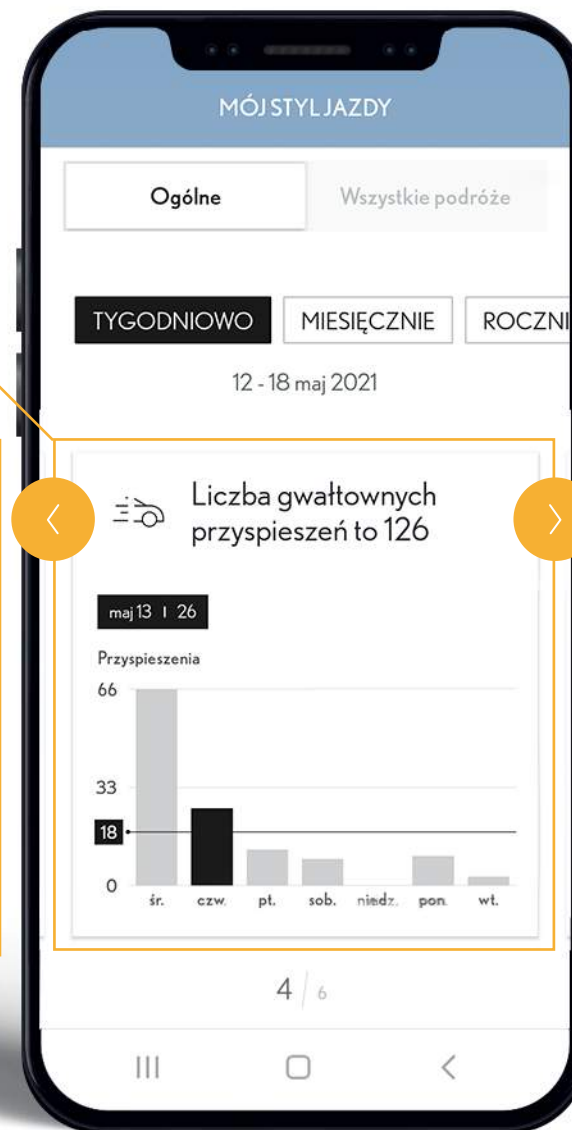 MÓJ STYL JAZDY
Ogólne Wszystkie podróże
TYGODNIOWO MIESIĘCZNIE ROCZNI
12 - 18 maj 2021
Liczba gwałtownych
przyspieszeń to 126
maj 13 | 26
Przyspieszenia
66
33
18
0
śr. czw. pt. sob. niedz. pon. wt.
4 / 6